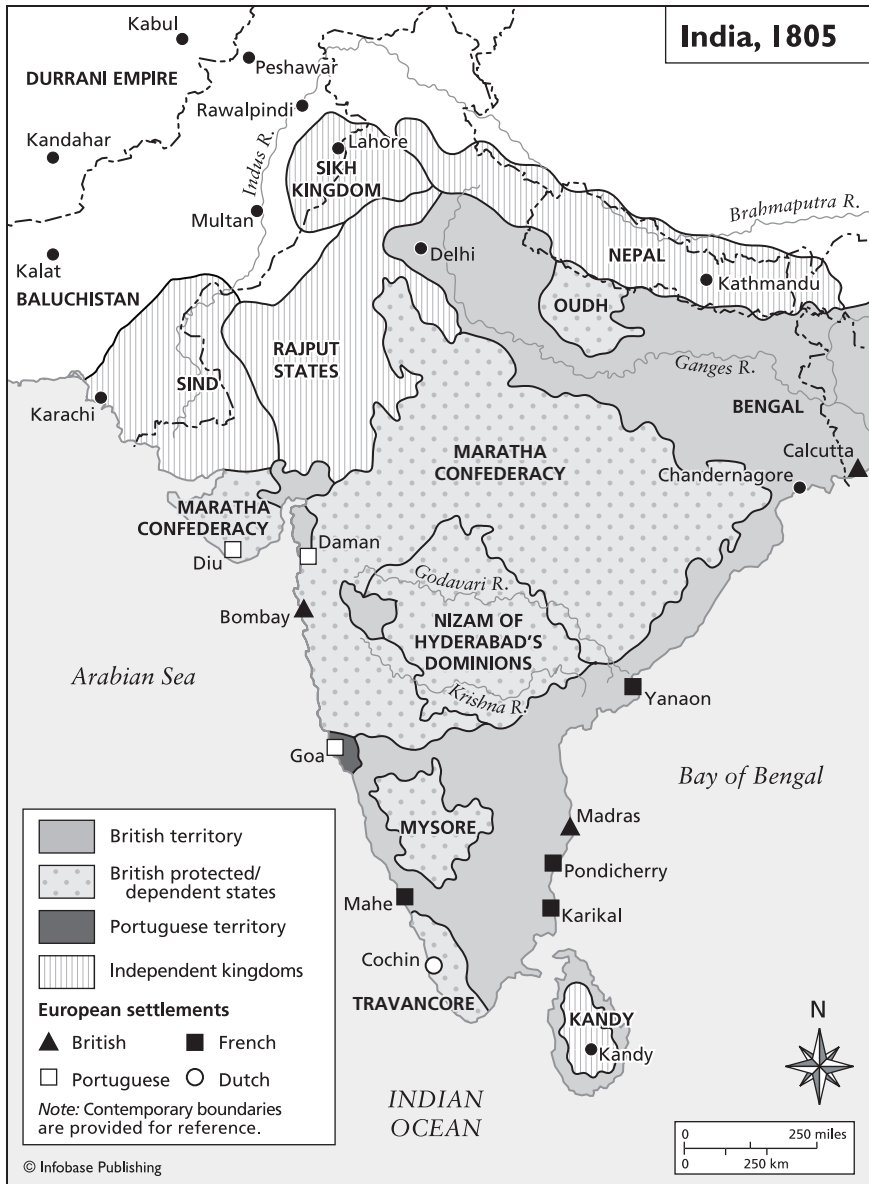 India, 1805
Kabul
DURRANI EMPIRE
Peshawar
Rawalpindi
Kandahar
Indus R.
Lahore
SIKH
KINGDOM
Multan
Brahmaputra R.
Kalat
BALUCHISTAN
Delhi
NEPAL
Kathmandu
OUDH
RAJPUT
STATES
SIND
Ganges R.
Karachi
BENGAL
MARATHA
CONFEDERACY
Calcutta
Chandernagore
MARATHA
CONFEDERACY
Diu
Daman
Godavari R.
Bombay
NIZAM OF
HYDERABAD'S
DOMINIONS
Arabian Sea
Krishna R.
Yanaon
Goa
Bay of Bengal
MYSORE
Madras
Pondicherry
Mahe
Karikal
Cochin
TRAVANCORE
KANDY
Kandy
INDIAN
OCEAN
British territory
British protected/
dependent states
Portuguese territory
Independent kingdoms
European settlements
British
French
Portuguese
Dutch
Note: Contemporary boundaries
are provided for reference.
N
0 250 miles
0 250 km
© Infobase Publishing